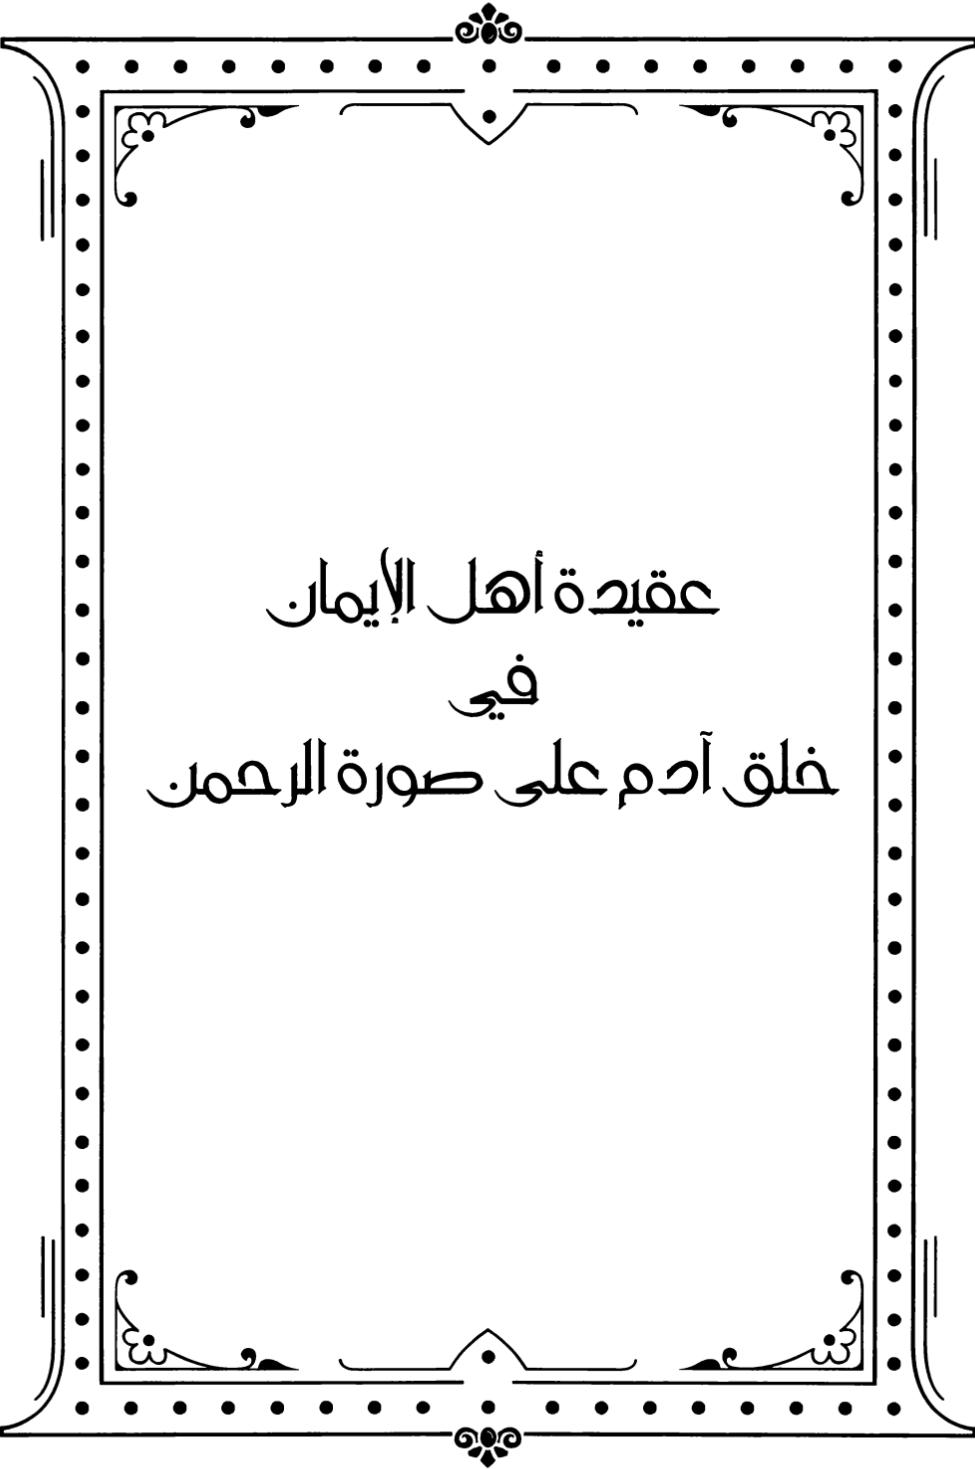 عقيدة أهل الإيمان
في
خلق آدم على صورة الرحمن